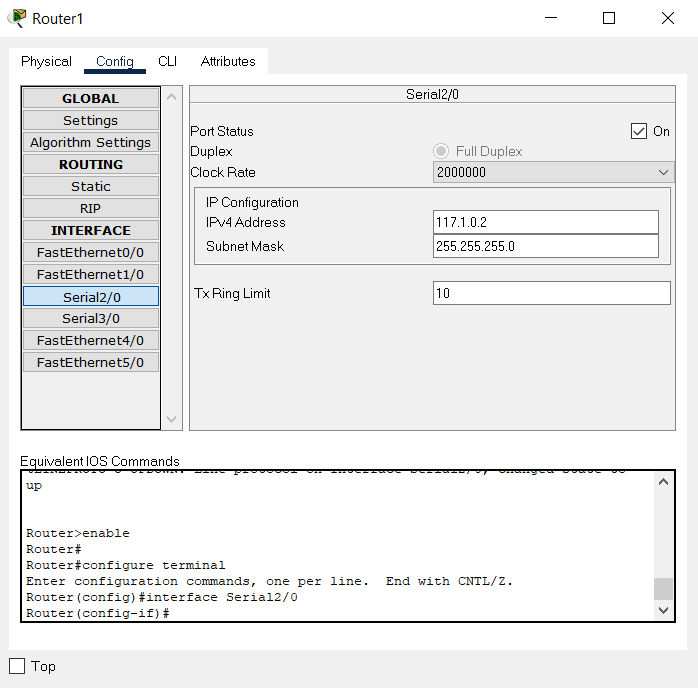 Router1
Physical Config CLI Attributes
GLOBAL
Settings
Algorithm Settings
ROUTING
Static
RIP
INTERFACE
FastEthernet0/0
FastEthernet1/0
Serial2/0
Serial3/0
FastEthernet4/0
FastEthernet5/0
Serial2/0
Port Status On
Duplex Full Duplex
Clock Rate 2000000
IP Configuration
IPv4 Address 117.1.0.2
Subnet Mask 255.255.255.0
Tx Ring Limit 10
Equivalent IOS Commands
up
Router>enable
Router#
Router#configure terminal
Enter configuration commands, one per line.  End with CNTL/Z.
Router(config)#interface Serial2/0
Router(config-if)#
Top